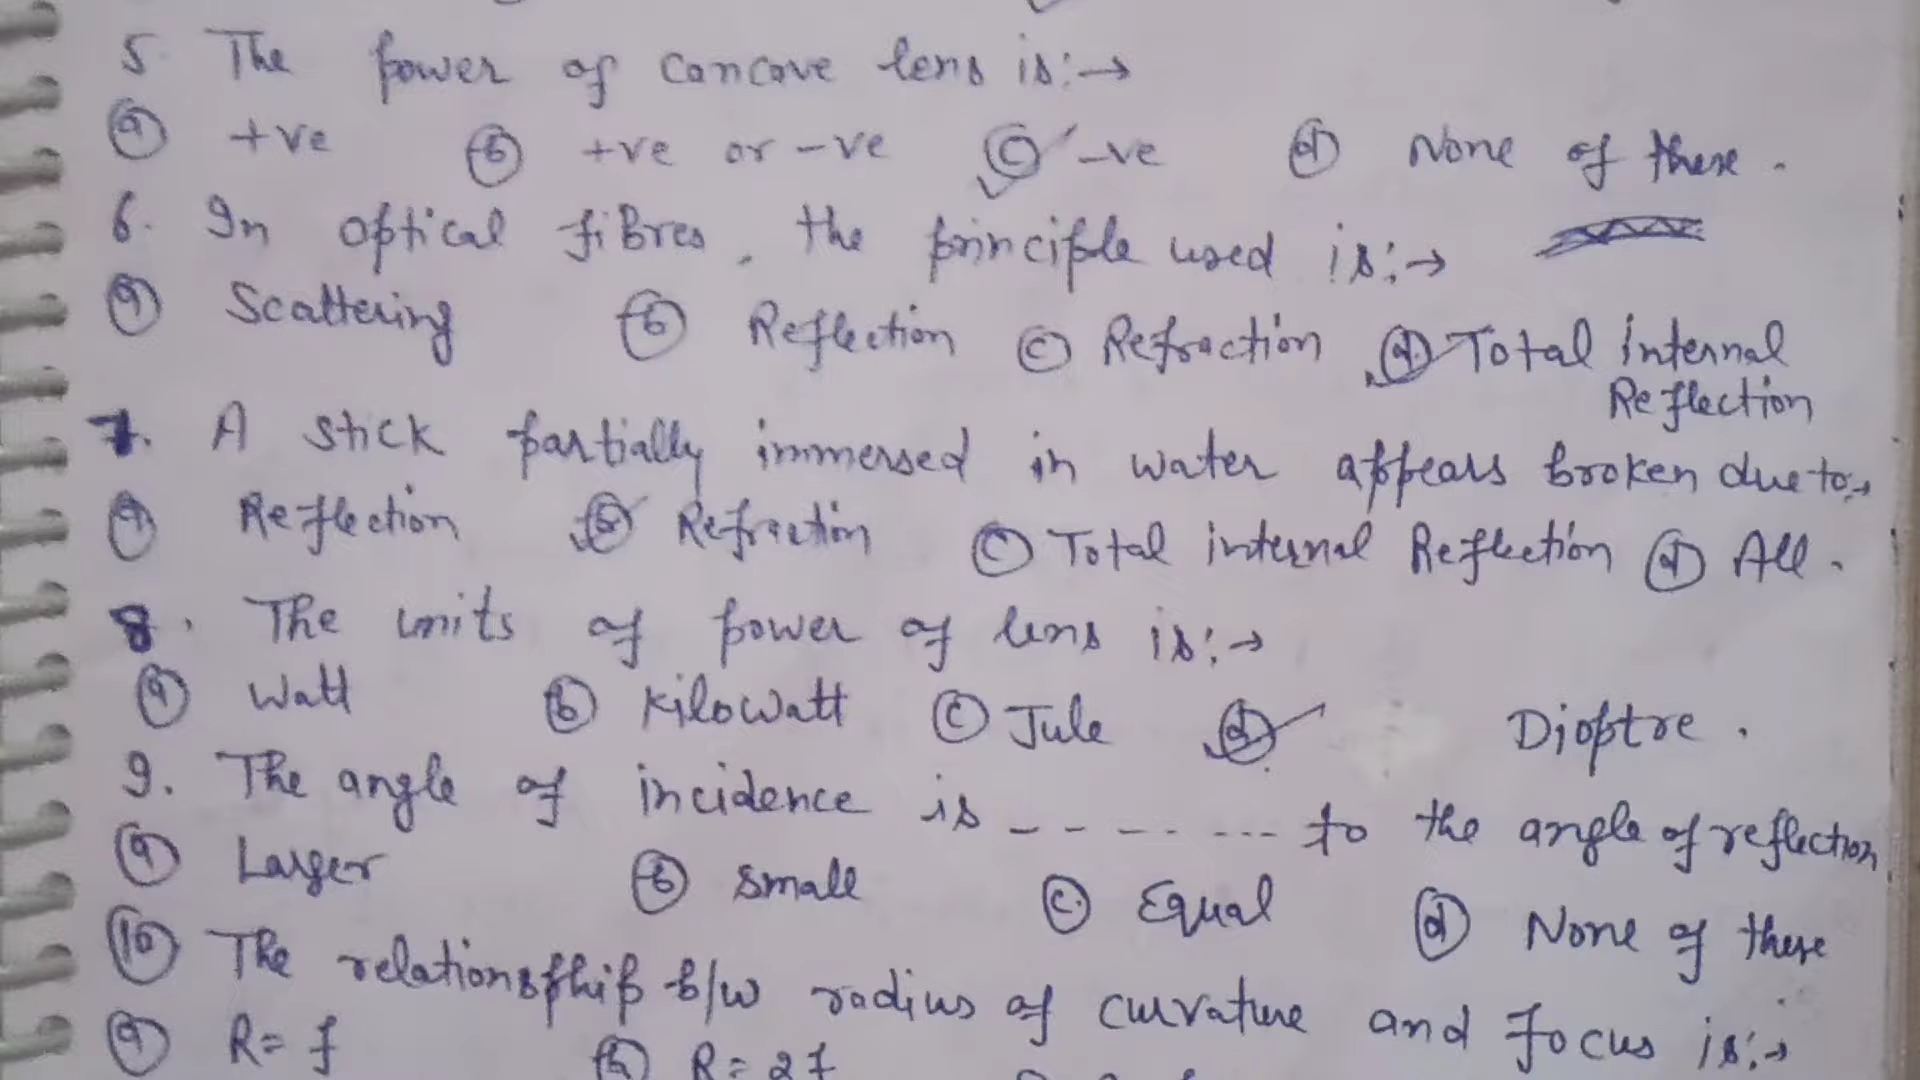 5. The power of concave lens is:→
(a) +ve (b) +ve or -ve (c) -ve (d) None of these.
6. In optical fibres, the principle used is:→
(a) Scattering (b) Reflection (c) Refraction (d) Total internal
Reflection
7. A stick partially immersed in water appears broken due to:→
(a) Reflection (b) Refraction (c) Total internal Reflection (d) All.
8. The units of power of lens is:→
(a) Watt (b) Kilowatt (c) Jule (d) Dioptre.
9. The angle of incidence is --------- to the angle of reflection
(a) Larger (b) Small (c) Equal (d) None of these
(10) The relationsphip b/w radius of curvature and focus is:→
(a) R= f (b) R= 2f